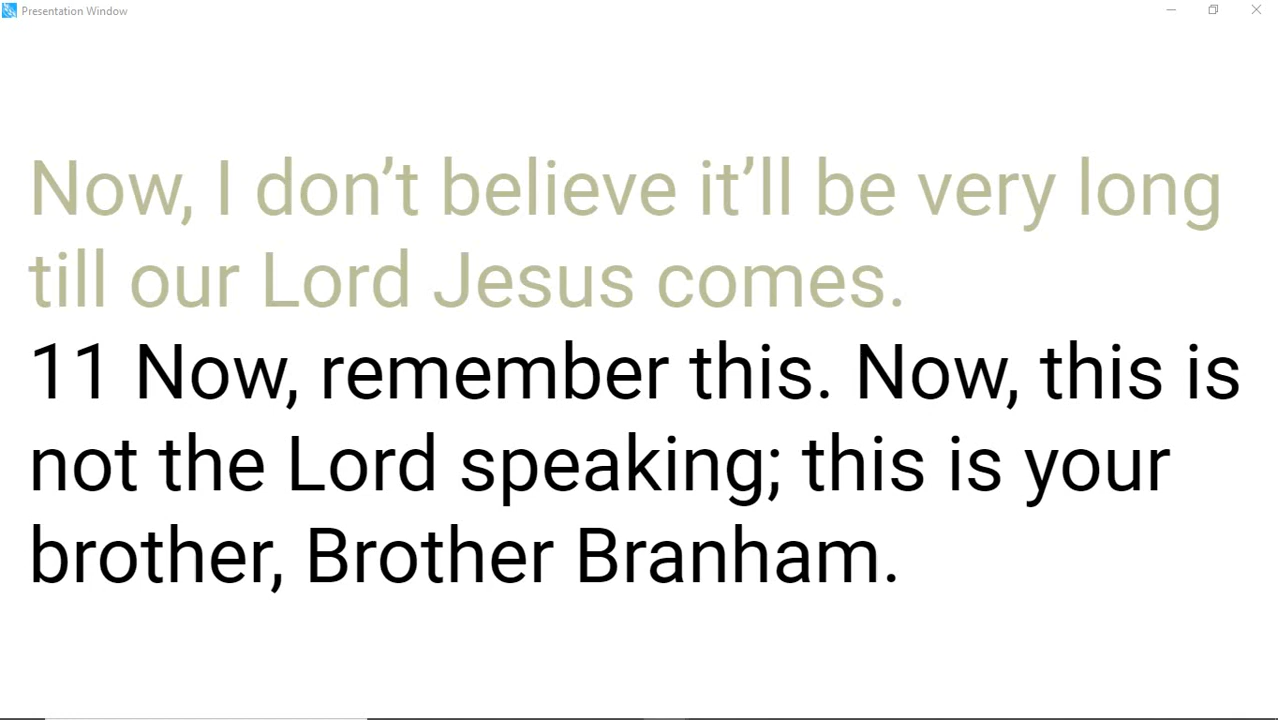 Presentation Window
Now, I don’t believe it’ll be very long
till our Lord Jesus comes.
11 Now, remember this. Now, this is
not the Lord speaking; this is your
brother, Brother Branham.